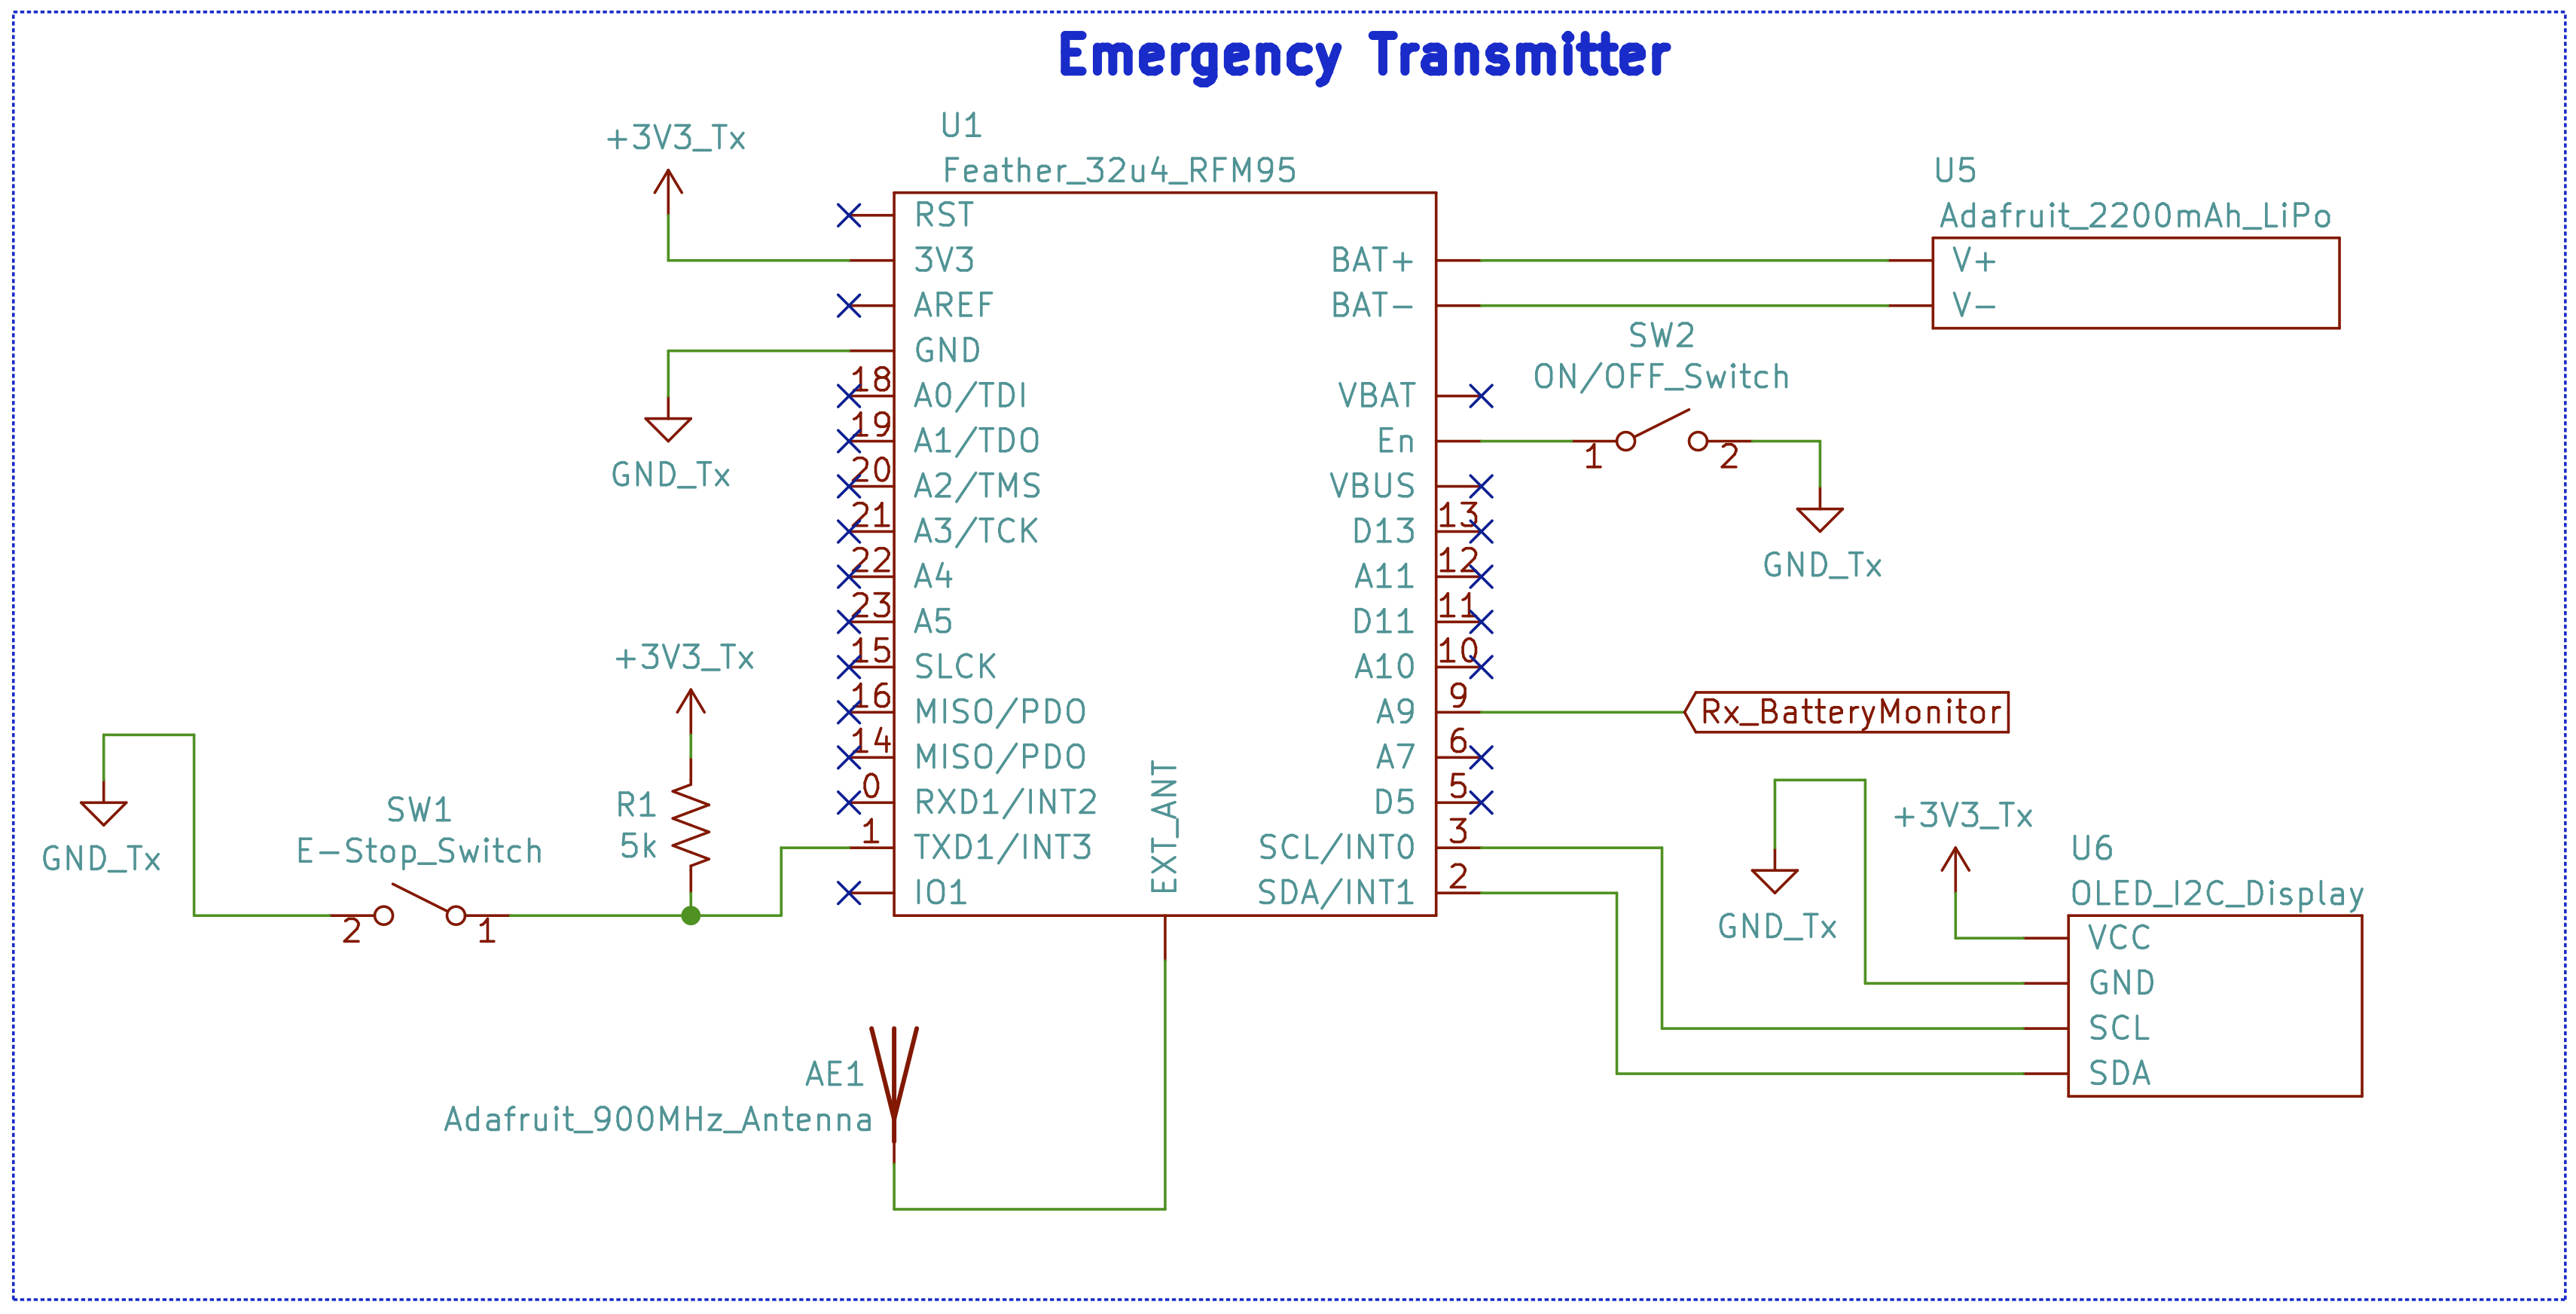 Emergency Transmitter
+3V3_Tx
GND_Tx
U1
Feather_32u4_RFM95
RST
3V3
AREF
GND
18 A0/TDI
19 A1/TDO
20 A2/TMS
21 A3/TCK
22 A4
23 A5
15 SLCK
16 MISO/PDO
14 MISO/PDO
0 RXD1/INT2
1 TXD1/INT3
IO1
EXT_ANT
BAT+
BAT-
VBAT
En
VBUS
D13 13
A11 12
D11 11
A10 10
A9 9
A7 6
D5 5
SCL/INT0 3
SDA/INT1 2
U5
Adafruit_2200mAh_LiPo
V+
V-
SW2
ON/OFF_Switch
1 2
GND_Tx
Rx_BatteryMonitor
+3V3_Tx
R1
5k
SW1
E-Stop_Switch
2 1
GND_Tx
AE1
Adafruit_900MHz_Antenna
GND_Tx
+3V3_Tx
U6
OLED_I2C_Display
VCC
GND
SCL
SDA